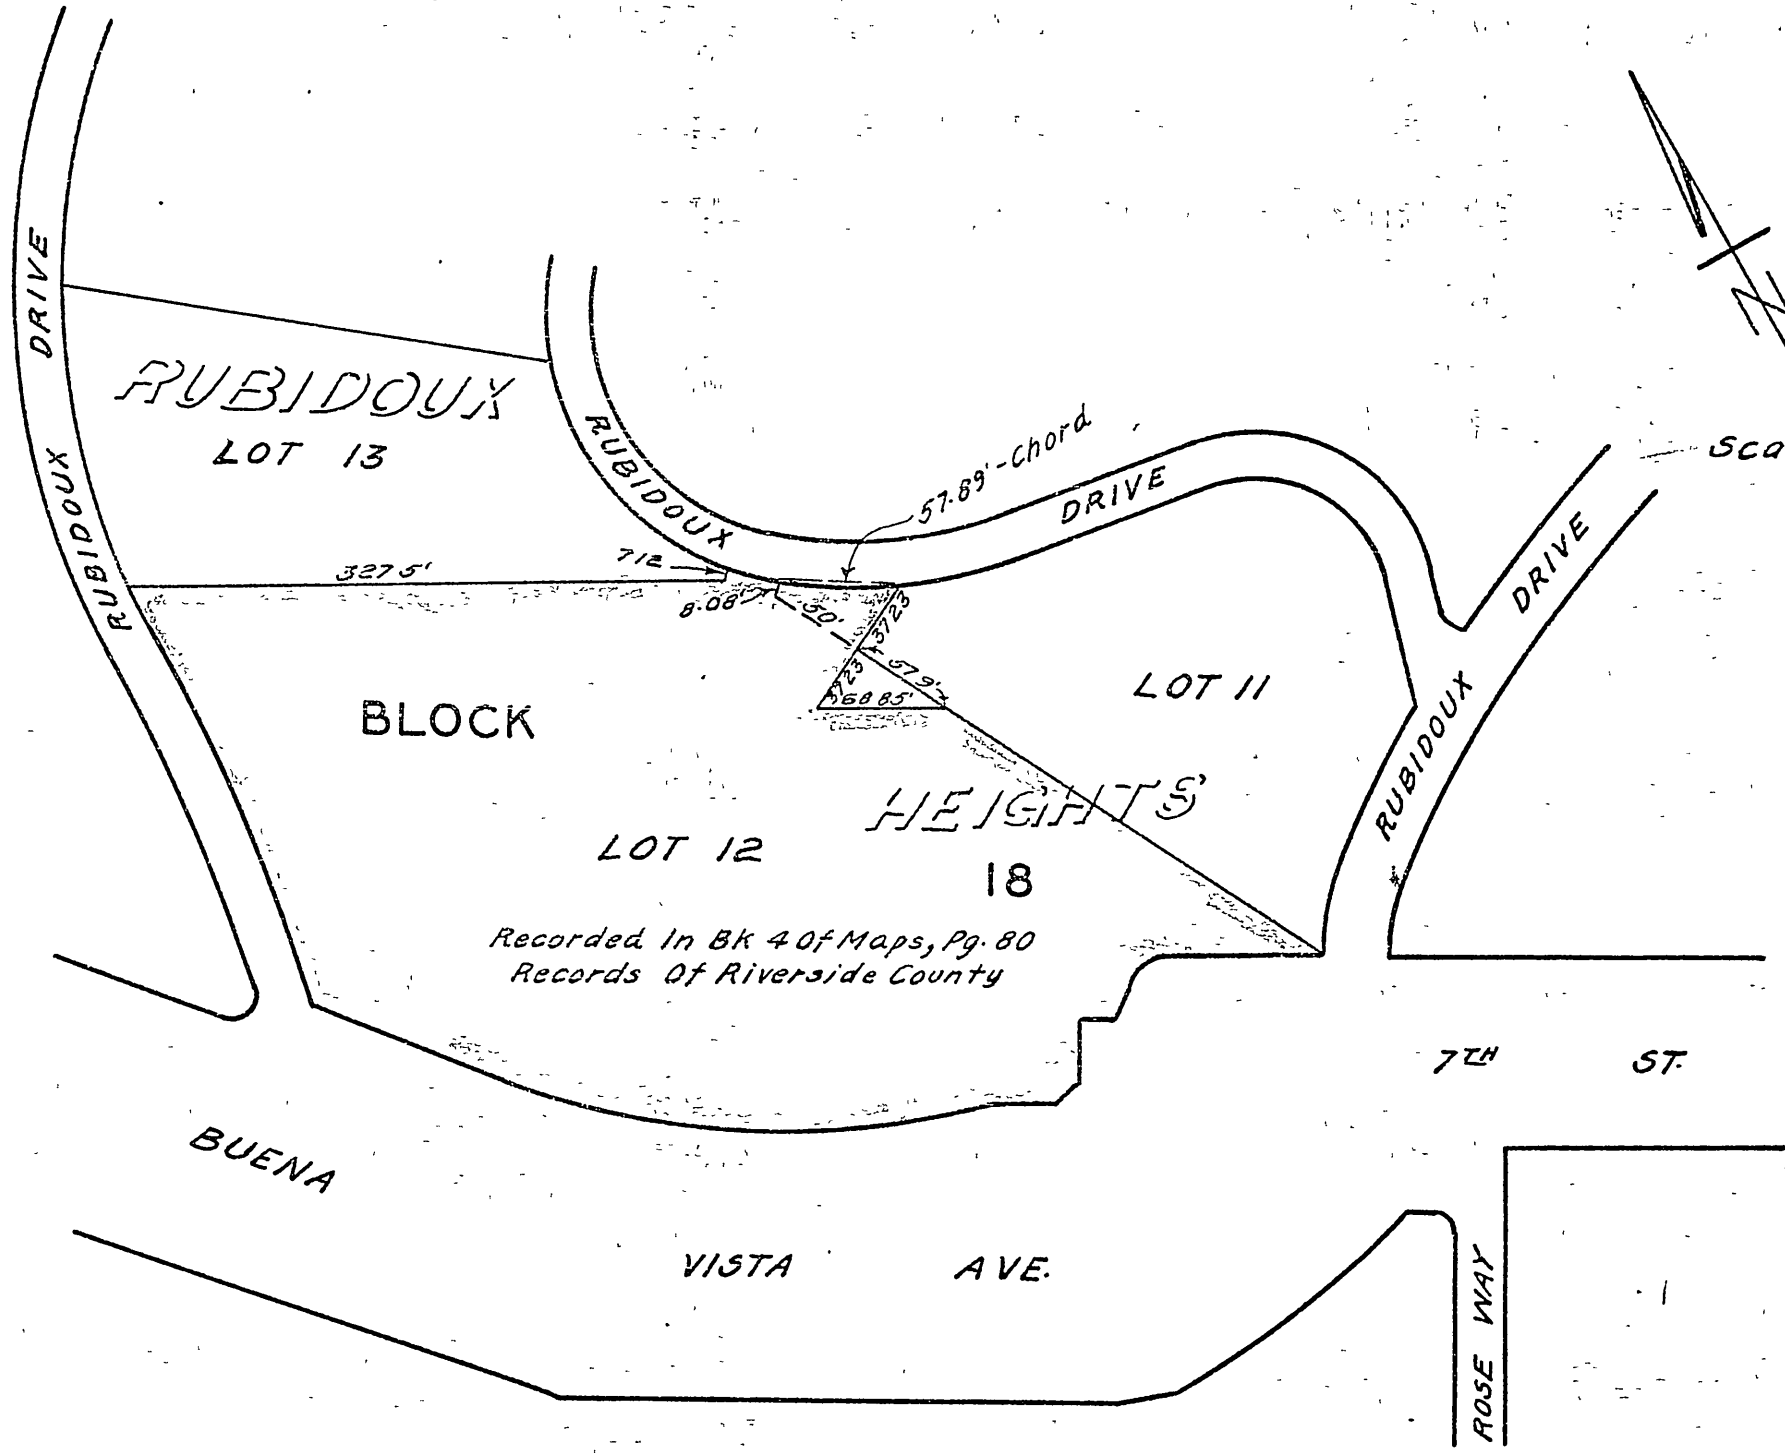 RUBIDOUX DRIVE
RUBIDOUX
LOT 13
RUBIDOUX DRIVE
57.89'-Chord
Sca
N
327 5'
7 12
8.08'
50'
37 23
37 23
57 9'
68 85'
RUBIDOUX DRIVE
LOT 11
BLOCK
HEIGHTS
LOT 12
18
Recorded In Bk 4 Of Maps, Pg. 80
Records Of Riverside County
7TH ST.
BUENA
VISTA AVE.
ROSE WAY